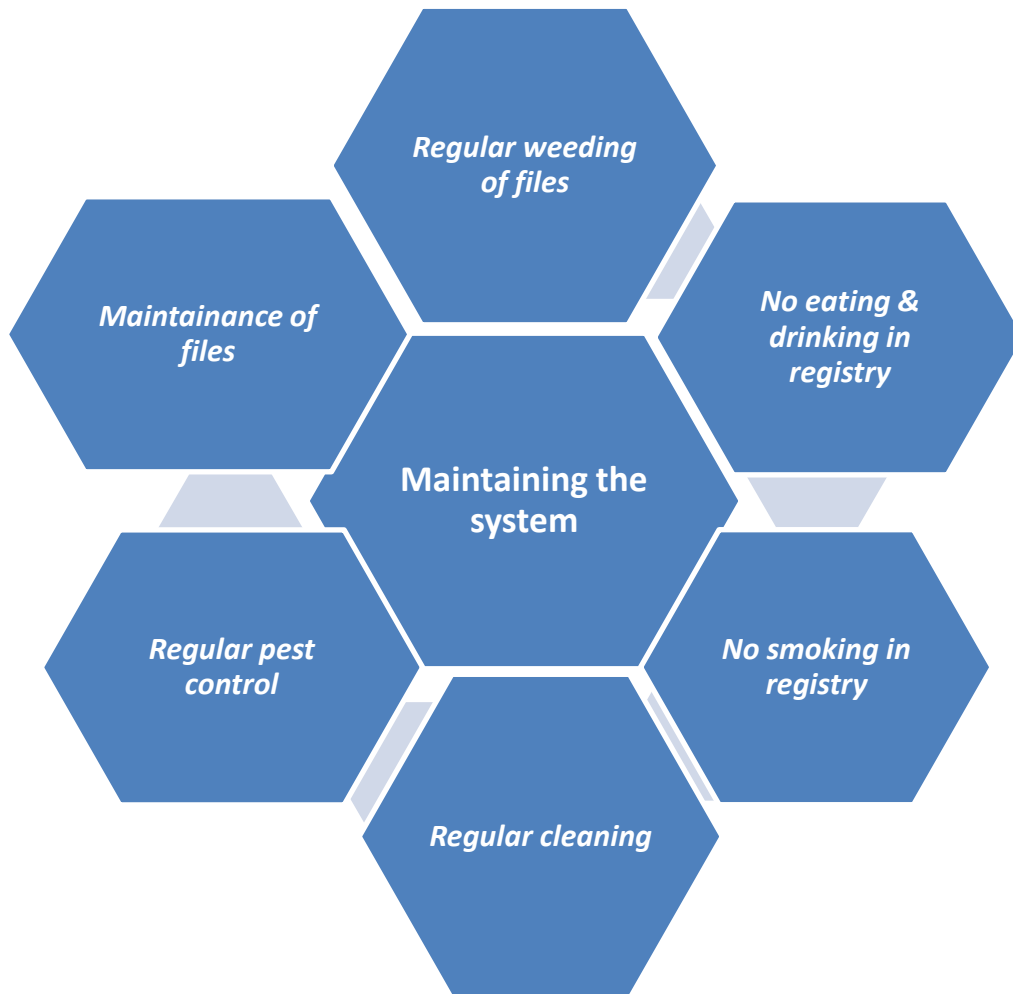 Regular weeding
of files
No eating &
drinking in
registry
Maintainance of
files
Maintaining the
system
No smoking in
registry
Regular pest
control
Regular cleaning